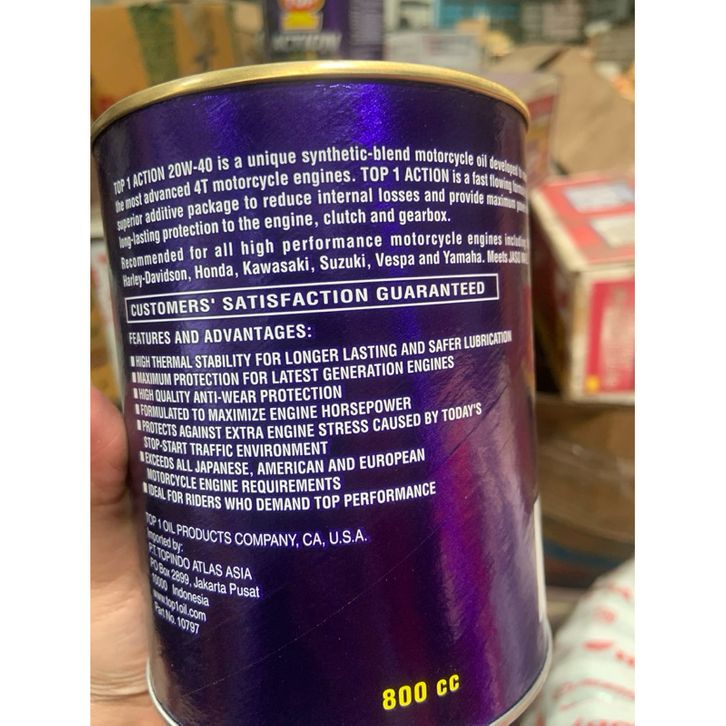 TOP 1 ACTION 20W-40 is a unique synthetic-blend motorcycle oil developed
the most advanced 4T motorcycle engines. TOP 1 ACTION is a fast flowing
superior additive package to reduce internal losses and provide maximum
long-lasting protection to the engine, clutch and gearbox.
Recommended for all high performance motorcycle engines including
Harley-Davidson, Honda, Kawasaki, Suzuki, Vespa and Yamaha. Meets JASO
CUSTOMERS' SATISFACTION GUARANTEED
FEATURES AND ADVANTAGES:
■ HIGH THERMAL STABILITY FOR LONGER LASTING AND SAFER LUBRICATION
■ MAXIMUM PROTECTION FOR LATEST GENERATION ENGINES
■ HIGH QUALITY ANTI-WEAR PROTECTION
■ FORMULATED TO MAXIMIZE ENGINE HORSEPOWER
■ PROTECTS AGAINST EXTRA ENGINE STRESS CAUSED BY TODAY'S
STOP-START TRAFFIC ENVIRONMENT
■ EXCEEDS ALL JAPANESE, AMERICAN AND EUROPEAN
MOTORCYCLE ENGINE REQUIREMENTS
■ IDEAL FOR RIDERS WHO DEMAND TOP PERFORMANCE
TOP 1 OIL PRODUCTS COMPANY, CA, U.S.A.
Imported by:
PT. TOPINDO ATLAS ASIA
PO Box 2899, Jakarta Pusat
10000 Indonesia
www.top1oil.com
Part No. 10797
800 cc